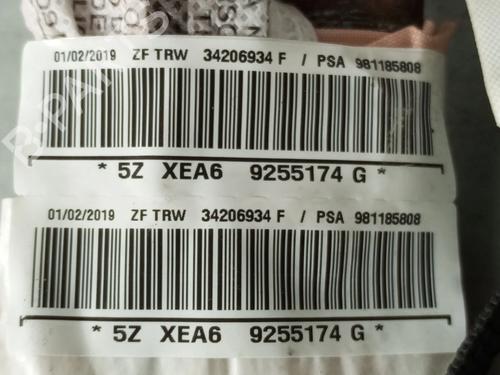 01/02/2019 ZF TRW 34206934 F / PSA 981185808
* 5Z XEA6 9255174 G *
01/02/2019 ZF TRW 34206934 F / PSA 981185808
* 5Z XEA6 9255174 G *